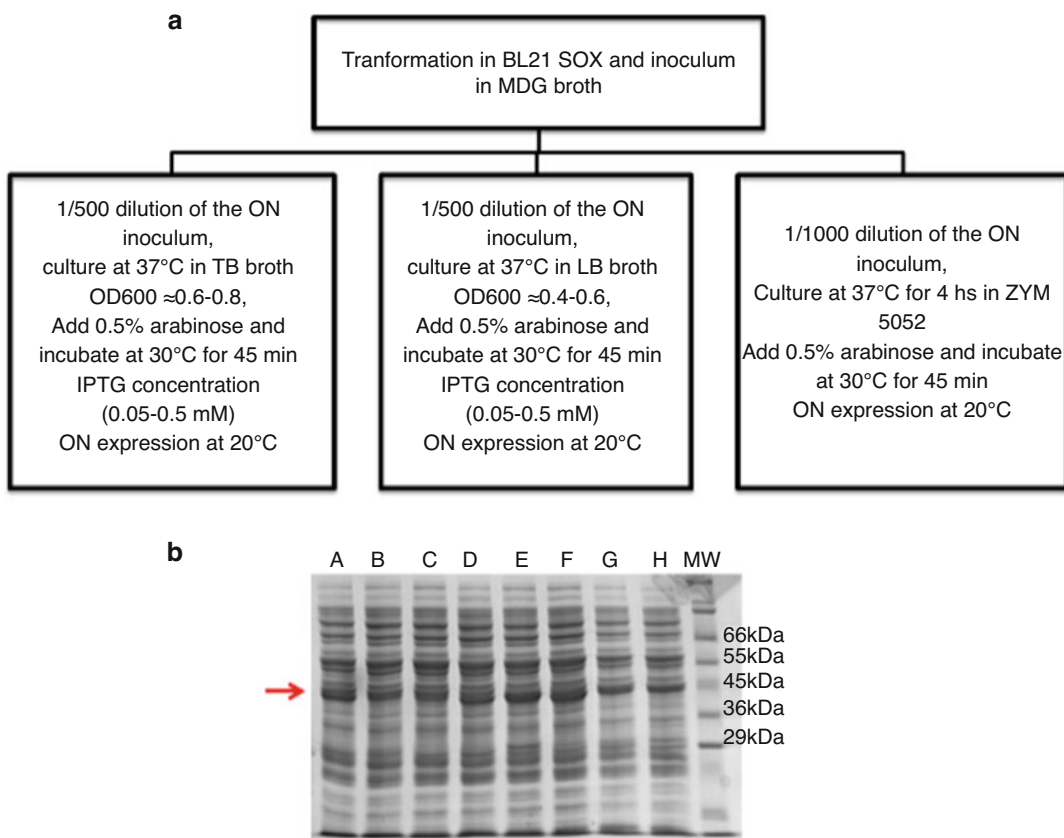 a
Tranformation in BL21 SOX and inoculum
in MDG broth
1/500 dilution of the ON
inoculum,
culture at 37°C in TB broth
OD600 ≈0.6-0.8,
Add 0.5% arabinose and
incubate at 30°C for 45 min
IPTG concentration
(0.05-0.5 mM)
ON expression at 20°C
1/500 dilution of the ON
inoculum,
culture at 37°C in LB broth
OD600 ≈0.4-0.6,
Add 0.5% arabinose and
incubate at 30°C for 45 min
IPTG concentration
(0.05-0.5 mM)
ON expression at 20°C
1/1000 dilution of the ON
inoculum,
Culture at 37°C for 4 hs in ZYM
5052
Add 0.5% arabinose and incubate
at 30°C for 45 min
ON expression at 20°C
b
A B C D E F G H MW
66kDa
55kDa
45kDa
36kDa
29kDa